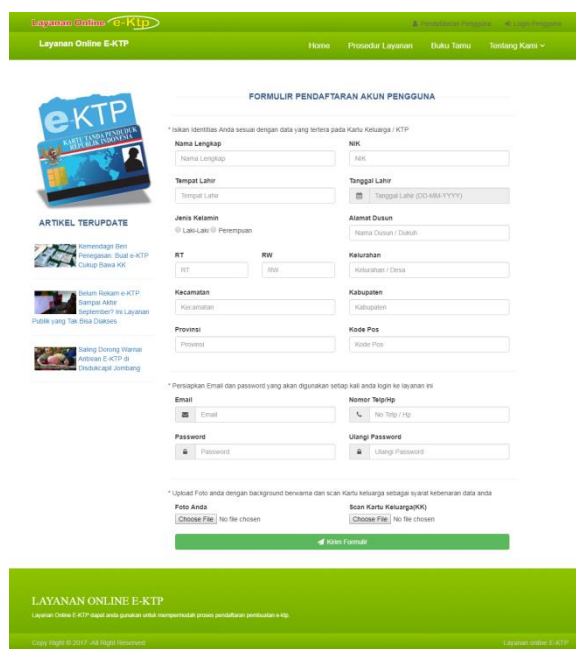 Layanan Online e-Ktp
Pendaftaran Pengguna
Login Pengguna
Layanan Online E-KTP
Home
Prosedur Layanan
Buku Tamu
Tentang Kami
e-KTP
KARTU TANDA PENDUDUK
REPUBLIK INDONESIA
ARTIKEL TERUPDATE
Kemendagri Beri
Penegasan: Buat e-KTP
Cukup Bawa KK
Belum Rekam e-KTP
Sampai Akhir
September? Ini Layanan
Publik yang Tak Bisa Diakses
Saling Dorong Warnai
Antrean E-KTP di
Disdukcapil Jombang
FORMULIR PENDAFTARAN AKUN PENGGUNA
* Isikan Identitias Anda sesuai dengan data yang tertera pada Kartu Keluarga / KTP
Nama Lengkap
Nama Lengkap
NIK
NIK
Tempat Lahir
Tempat Lahir
Tanggal Lahir
Tanggal Lahir (DD-MM-YYYY)
Jenis Kelamin
Laki-Laki Perempuan
Alamat Dusun
Nama Dusun / Dukuh
RT
RT
RW
RW
Kelurahan
Kelurahan / Desa
Kecamatan
Kecamatan
Kabupaten
Kabupaten
Provinsi
Provinsi
Kode Pos
Kode Pos
* Persiapkan Email dan password yang akan digunakan setiap kali anda login ke layanan ini
Email
Email
Nomor Telp/Hp
No Telp / Hp
Password
Password
Ulangi Password
Ulangi Password
* Upload Foto anda dengan background berwarna dan scan Kartu keluarga sebagai syarat kebenaran data anda
Foto Anda
Choose File No file chosen
Scan Kartu Keluarga(KK)
Choose File No file chosen
Kirim Formulir
LAYANAN ONLINE E-KTP
Layanan Online E-KTP dapat anda gunakan untuk mempermudah proses pendaftaran pembuatan e-ktp.
Copy Right © 2017 -All Right Reserved
Layanan online E-KTP